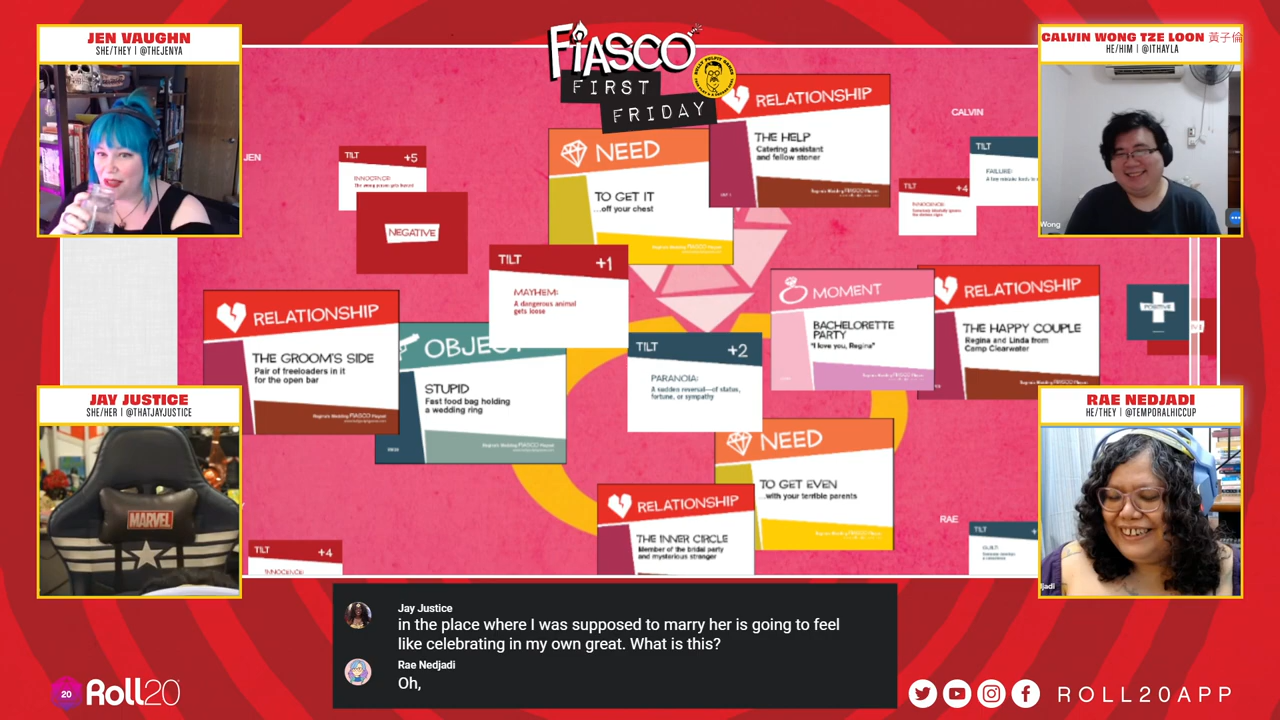 JEN VAUGHN
SHE/THEY | @THEJENYA
FIASCO
FIRST
FRIDAY
CALVIN WONG TZE LOON 黃子倫
HE/HIM | @ITHAYLA
JEN
CALVIN
TILT +5
NEGATIVE
NEED
TO GET IT
...off your chest
RELATIONSHIP
THE HELP
Catering assistant
and fellow stoner
TILT
TILT +4
Wong
TILT +1
MAYHEM:
A dangerous animal
gets loose
RELATIONSHIP
THE GROOM'S SIDE
Pair of freeloaders in it
for the open bar
OBJECT
STUPID
Fast food bag holding
a wedding ring
TILT +2
PARANOIA:
A sudden reversal—of status,
fortune, or sympathy
MOMENT
BACHELORETTE
PARTY
"I love you, Regina"
RELATIONSHIP
THE HAPPY COUPLE
Regina and Linda from
Camp Clearwater
POSITIVE
NEED
TO GET EVEN
...with your terrible parents
RELATIONSHIP
THE INNER CIRCLE
Member of the bridal party
and mysterious stranger
JAY JUSTICE
SHE/HER | @THATJAYJUSTICE
MARVEL
RAE NEDJADI
HE/THEY | @TEMPORALHICCUP
RAE
TILT
TILT +4
jadi
Jay Justice
in the place where I was supposed to marry her is going to feel
like celebrating in my own great. What is this?
Rae Nedjadi
Oh,
20 Roll20
ROLL20APP